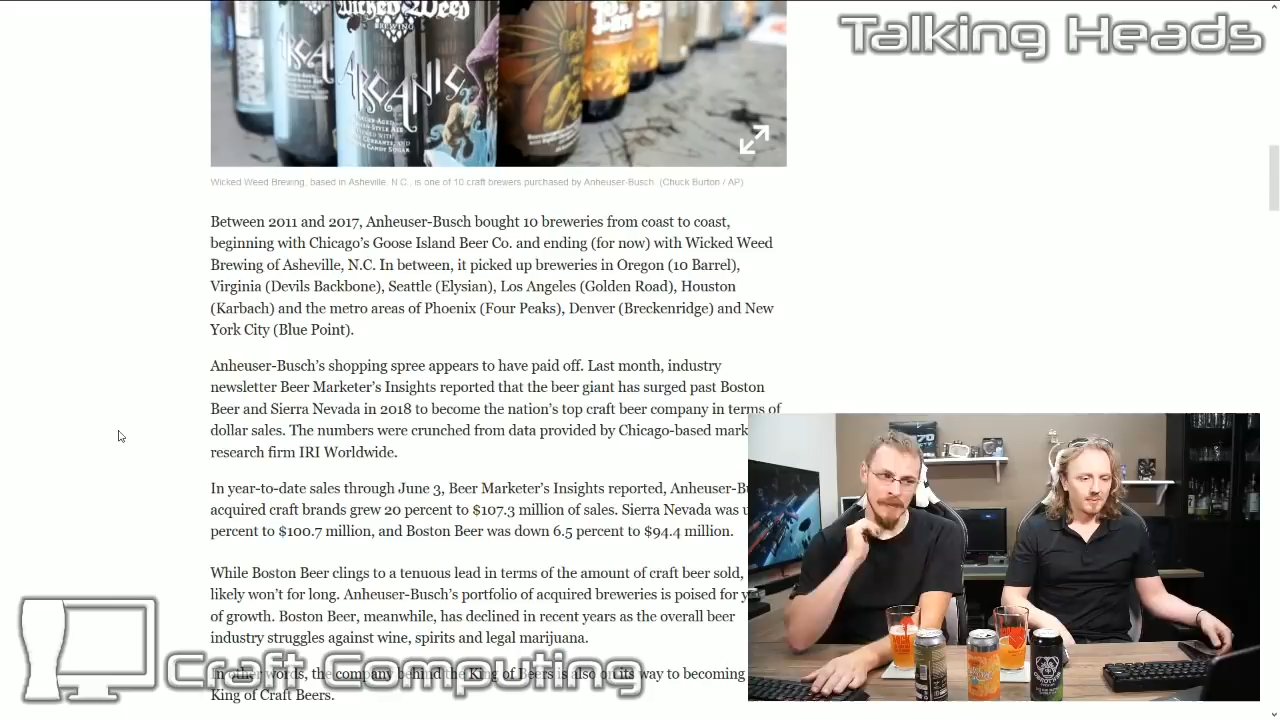 Talking Heads
Wicked Weed
BREWING
ARCANIC
Wicked Weed Brewing, based in Asheville, N.C., is one of 10 craft brewers purchased by Anheuser-Busch. (Chuck Burton / AP)
Between 2011 and 2017, Anheuser-Busch bought 10 breweries from coast to coast,
beginning with Chicago’s Goose Island Beer Co. and ending (for now) with Wicked Weed
Brewing of Asheville, N.C. In between, it picked up breweries in Oregon (10 Barrel),
Virginia (Devils Backbone), Seattle (Elysian), Los Angeles (Golden Road), Houston
(Karbach) and the metro areas of Phoenix (Four Peaks), Denver (Breckenridge) and New
York City (Blue Point).
Anheuser-Busch’s shopping spree appears to have paid off. Last month, industry
newsletter Beer Marketer’s Insights reported that the beer giant has surged past Boston
Beer and Sierra Nevada in 2018 to become the nation’s top craft beer company in terms of
dollar sales. The numbers were crunched from data provided by Chicago-based mark
research firm IRI Worldwide.
In year-to-date sales through June 3, Beer Marketer’s Insights reported, Anheuser-Bu
acquired craft brands grew 20 percent to $107.3 million of sales. Sierra Nevada was
percent to $100.7 million, and Boston Beer was down 6.5 percent to $94.4 million.
While Boston Beer clings to a tenuous lead in terms of the amount of craft beer sold,
likely won’t for long. Anheuser-Busch’s portfolio of acquired breweries is poised for
of growth. Boston Beer, meanwhile, has declined in recent years as the overall beer
industry struggles against wine, spirits and legal marijuana.
In other words, the company behind the King of Beers is also on its way to becoming
King of Craft Beers.
Craft Computing